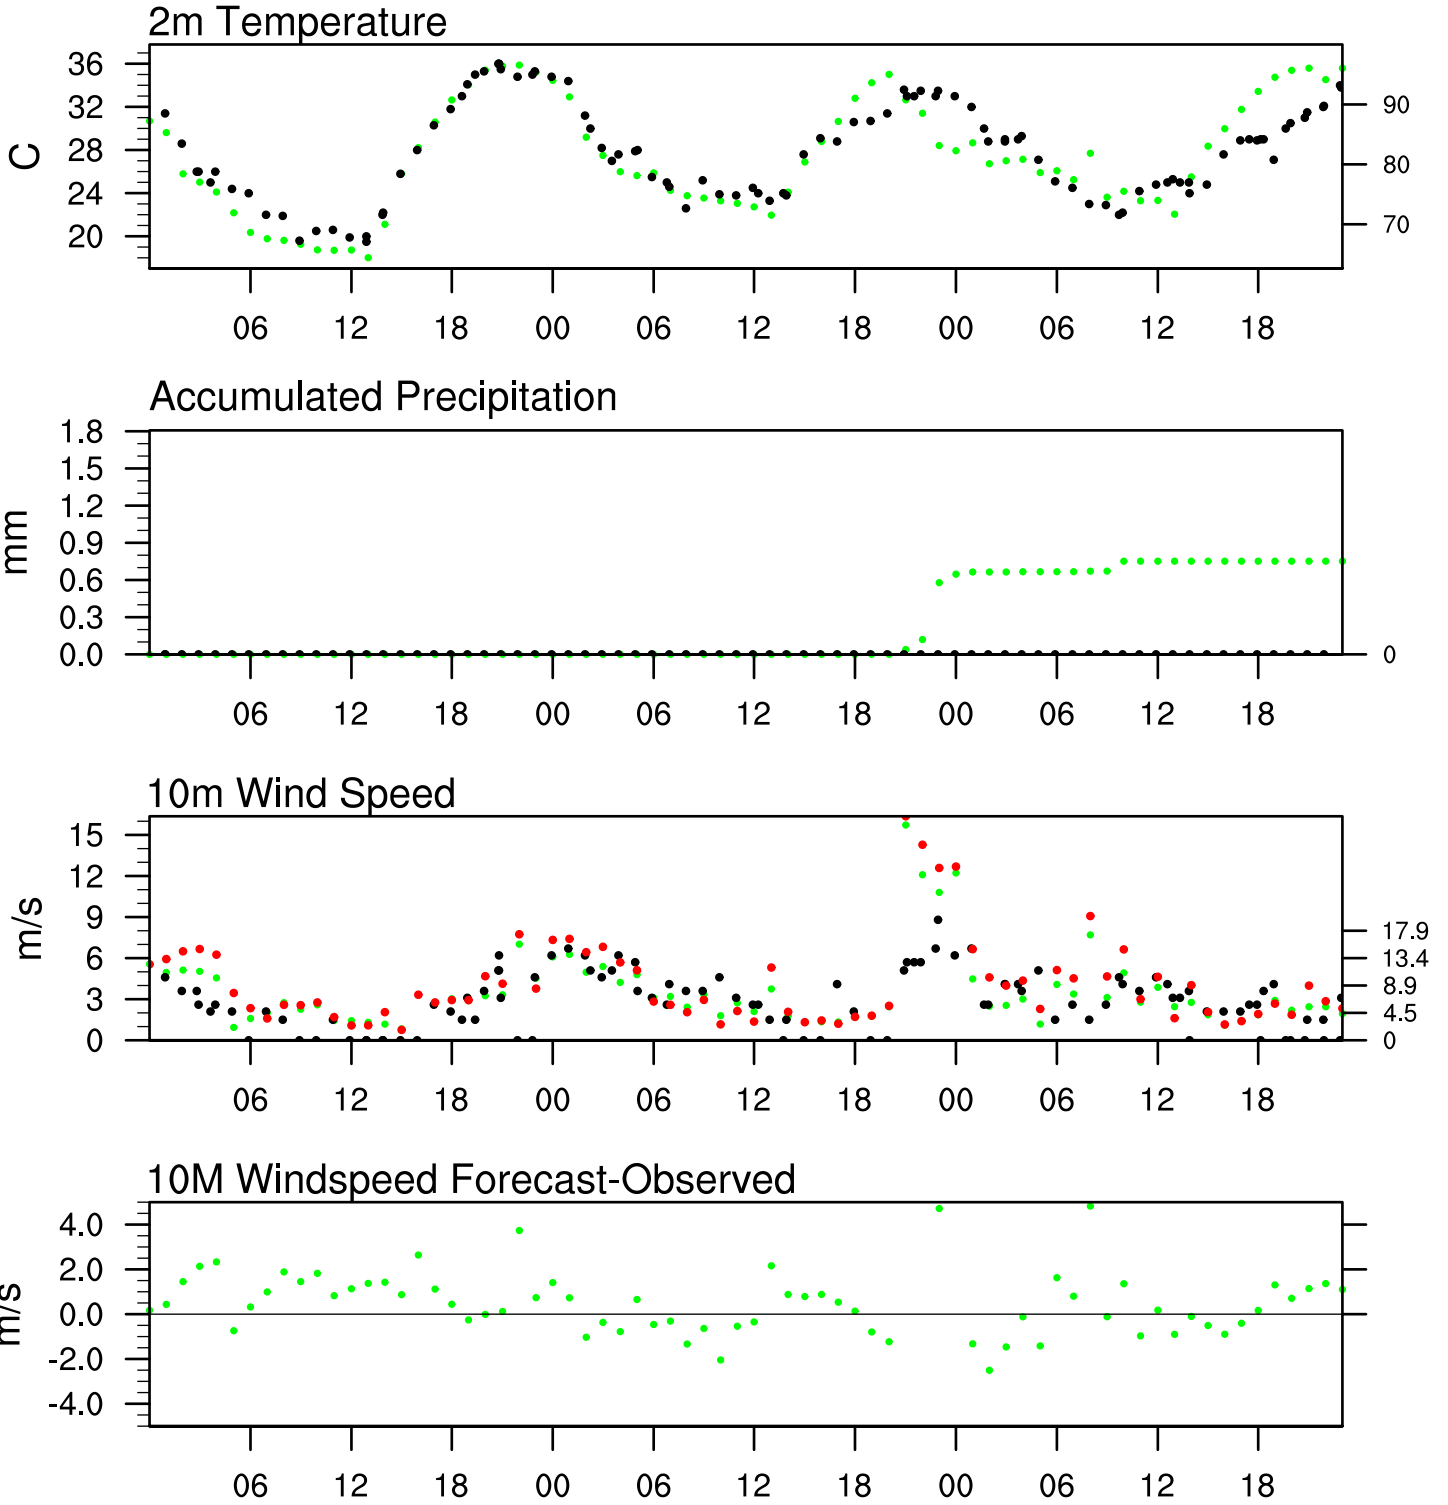 2m Temperature
36
32
28
24
20
C
90
80
70
06 12 18 00 06 12 18 00 06 12 18
Accumulated Precipitation
1.8
1.5
1.2
0.9
0.6
0.3
0.0
mm
0
06 12 18 00 06 12 18 00 06 12 18
10m Wind Speed
15
12
9
6
3
0
m/s
17.9
13.4
8.9
4.5
0
06 12 18 00 06 12 18 00 06 12 18
10M Windspeed Forecast-Observed
4.0
2.0
0.0
-2.0
-4.0
m/s
06 12 18 00 06 12 18 00 06 12 18